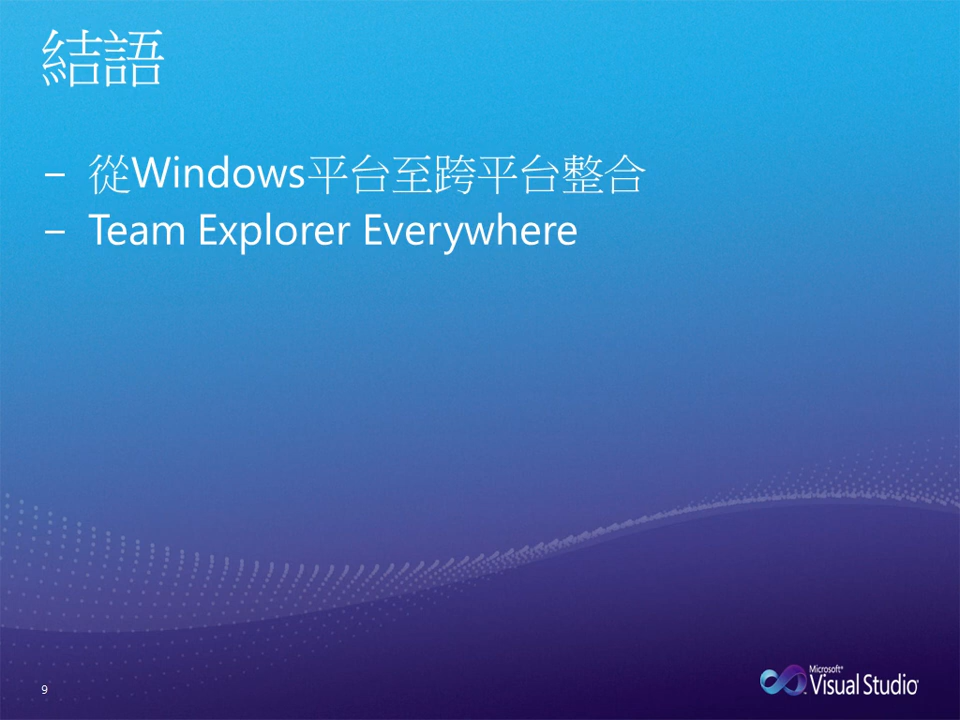 結語
– 從Windows平台至跨平台整合
– Team Explorer Everywhere
9
Microsoft®
Visual Studio®